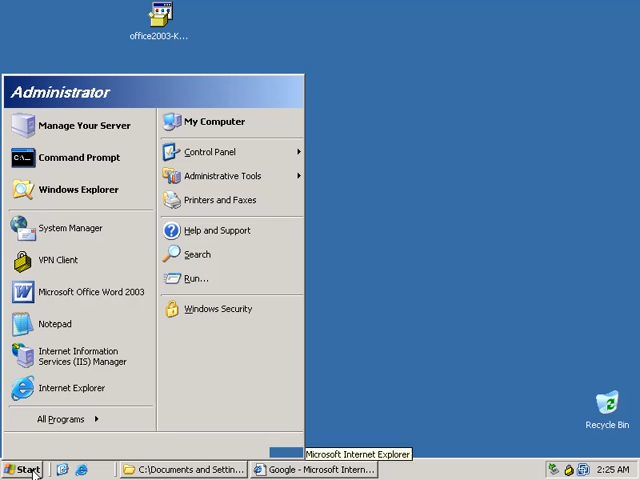 office2003-K...
Administrator
Manage Your Server
Command Prompt
Windows Explorer
System Manager
VPN Client
Microsoft Office Word 2003
Notepad
Internet Information
Services (IIS) Manager
Internet Explorer
All Programs
My Computer
Control Panel
Administrative Tools
Printers and Faxes
Help and Support
Search
Run...
Windows Security
Recycle Bin
Microsoft Internet Explorer
Start
C:\Documents and Settin...
Google - Microsoft Intern...
2:25 AM